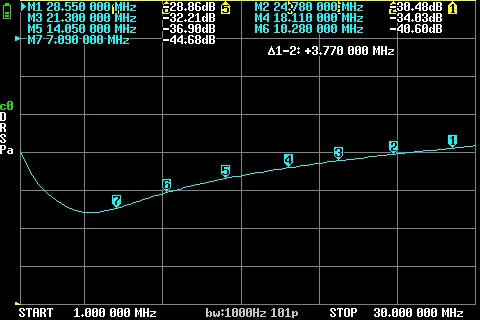 M1 28.550 000 MHz -28.86dB M2 24.780 000 MHz -30.48dB
M3 21.300 000 MHz -32.21dB M4 18.110 000 MHz -34.03dB
M5 14.050 000 MHz -36.90dB M6 10.280 000 MHz -40.60dB
M7 7.090 000 MHz -44.68dB
Δ1-2: +3.770 000 MHz
c0
D
R
S
Pa
1
2
3
4
5
6
7
START 1.000 000 MHz bw:1000Hz 101p STOP 30.000 000 MHz